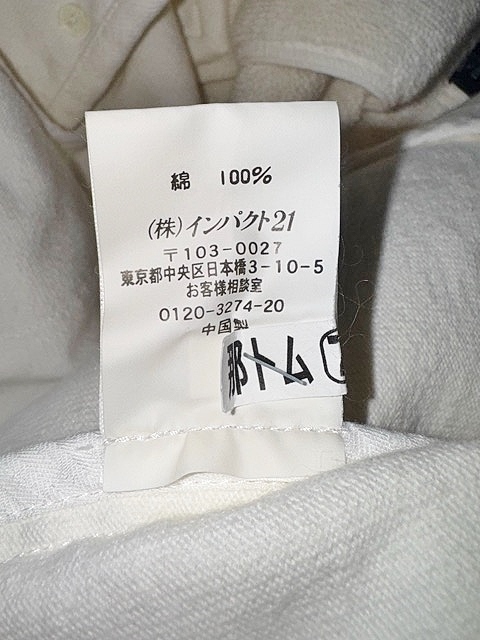 綿 100%
(株)インパクト21
〒103-0027
東京都中央区日本橋3-10-5
お客様相談室
0120-3274-20
中国製
那トム